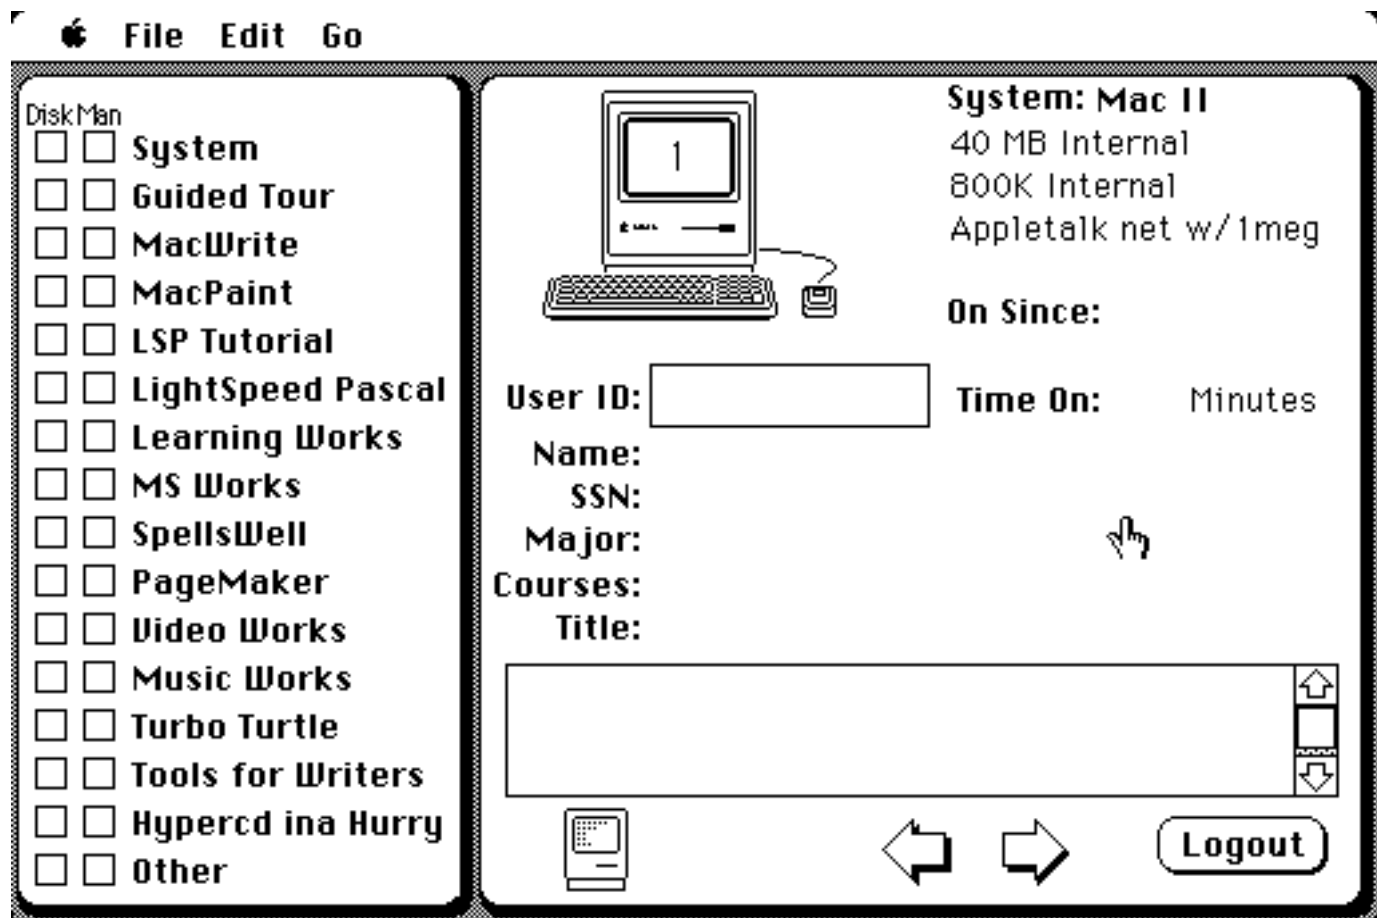 File Edit Go
Disk Man
System
Guided Tour
MacWrite
MacPaint
LSP Tutorial
LightSpeed Pascal
Learning Works
MS Works
SpellsWell
PageMaker
Video Works
Music Works
Turbo Turtle
Tools for Writers
Hypercd ina Hurry
Other
1
System: Mac II
40 MB Internal
800K Internal
Appletalk net w/1meg
On Since:
User ID:
Time On: Minutes
Name:
SSN:
Major:
Courses:
Title:
Logout